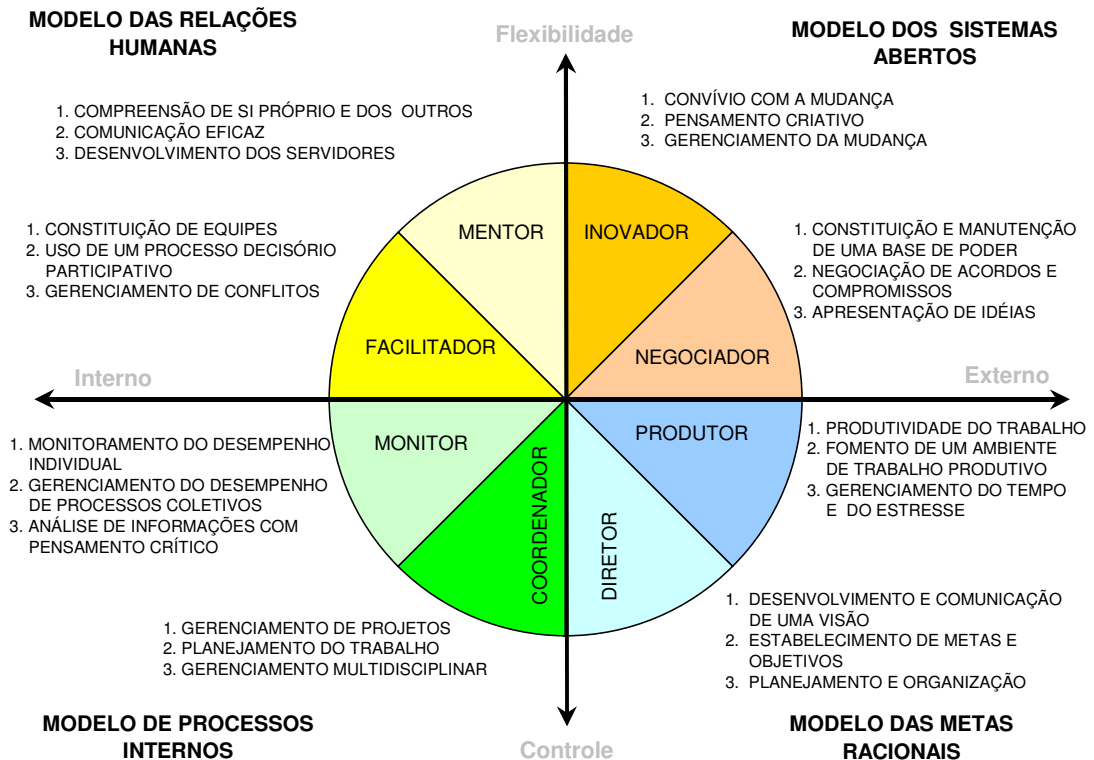 MODELO DAS RELAÇÕES
HUMANAS
Flexibilidade
MODELO DOS SISTEMAS
ABERTOS
1. COMPREENSÃO DE SI PRÓPRIO E DOS OUTROS
2. COMUNICAÇÃO EFICAZ
3. DESENVOLVIMENTO DOS SERVIDORES
1. CONVÍVIO COM A MUDANÇA
2. PENSAMENTO CRIATIVO
3. GERENCIAMENTO DA MUDANÇA
1. CONSTITUIÇÃO DE EQUIPES
2. USO DE UM PROCESSO DECISÓRIO
PARTICIPATIVO
3. GERENCIAMENTO DE CONFLITOS
MENTOR
INOVADOR
1. CONSTITUIÇÃO E MANUTENÇÃO
DE UMA BASE DE PODER
2. NEGOCIAÇÃO DE ACORDOS E
COMPROMISSOS
3. APRESENTAÇÃO DE IDÉIAS
FACILITADOR
NEGOCIADOR
Interno
Externo
1. MONITORAMENTO DO DESEMPENHO
INDIVIDUAL
2. GERENCIAMENTO DO DESEMPENHO
DE PROCESSOS COLETIVOS
3. ANÁLISE DE INFORMAÇÕES COM
PENSAMENTO CRÍTICO
MONITOR
COORDENADOR
DIRETOR
PRODUTOR
1. PRODUTIVIDADE DO TRABALHO
2. FOMENTO DE UM AMBIENTE
DE TRABALHO PRODUTIVO
3. GERENCIAMENTO DO TEMPO
E DO ESTRESSE
1. GERENCIAMENTO DE PROJETOS
2. PLANEJAMENTO DO TRABALHO
3. GERENCIAMENTO MULTIDISCIPLINAR
1. DESENVOLVIMENTO E COMUNICAÇÃO
DE UMA VISÃO
2. ESTABELECIMENTO DE METAS E
OBJETIVOS
3. PLANEJAMENTO E ORGANIZAÇÃO
MODELO DE PROCESSOS
INTERNOS
Controle
MODELO DAS METAS
RACIONAIS